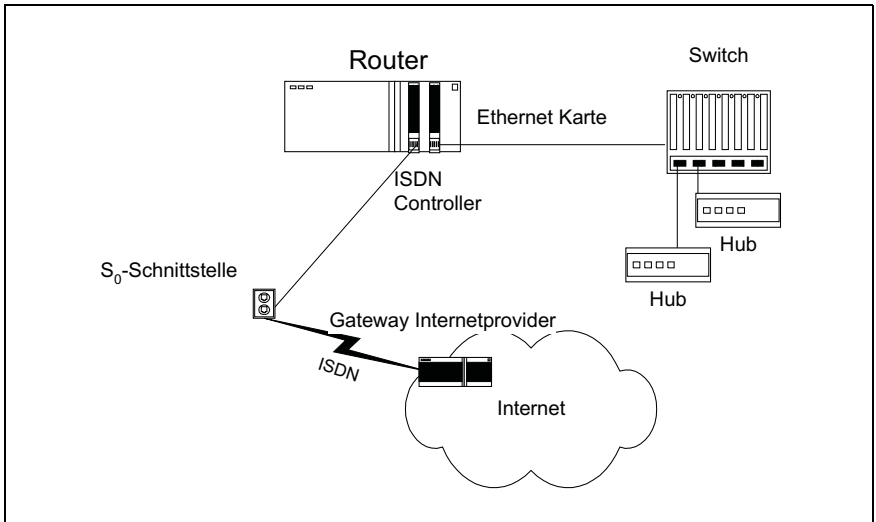 Router
Switch
Ethernet Karte
ISDN
Controller
Hub
Hub
S0-Schnittstelle
Gateway Internetprovider
ISDN
Internet